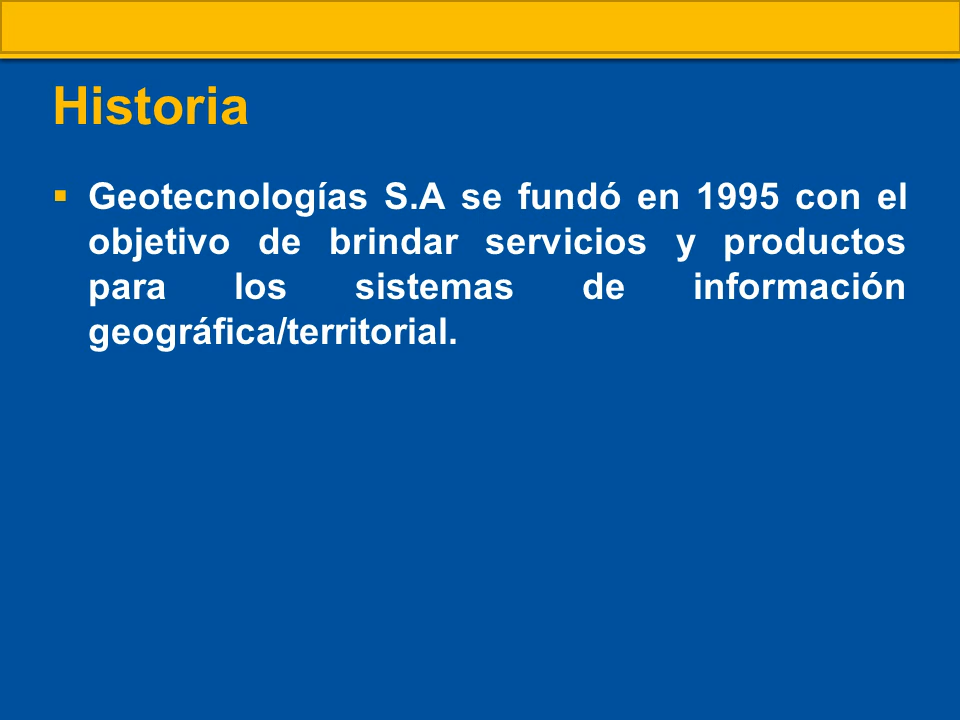 Historia
Geotecnologías S.A se fundó en 1995 con el
objetivo de brindar servicios y productos
para los sistemas de información
geográfica/territorial.